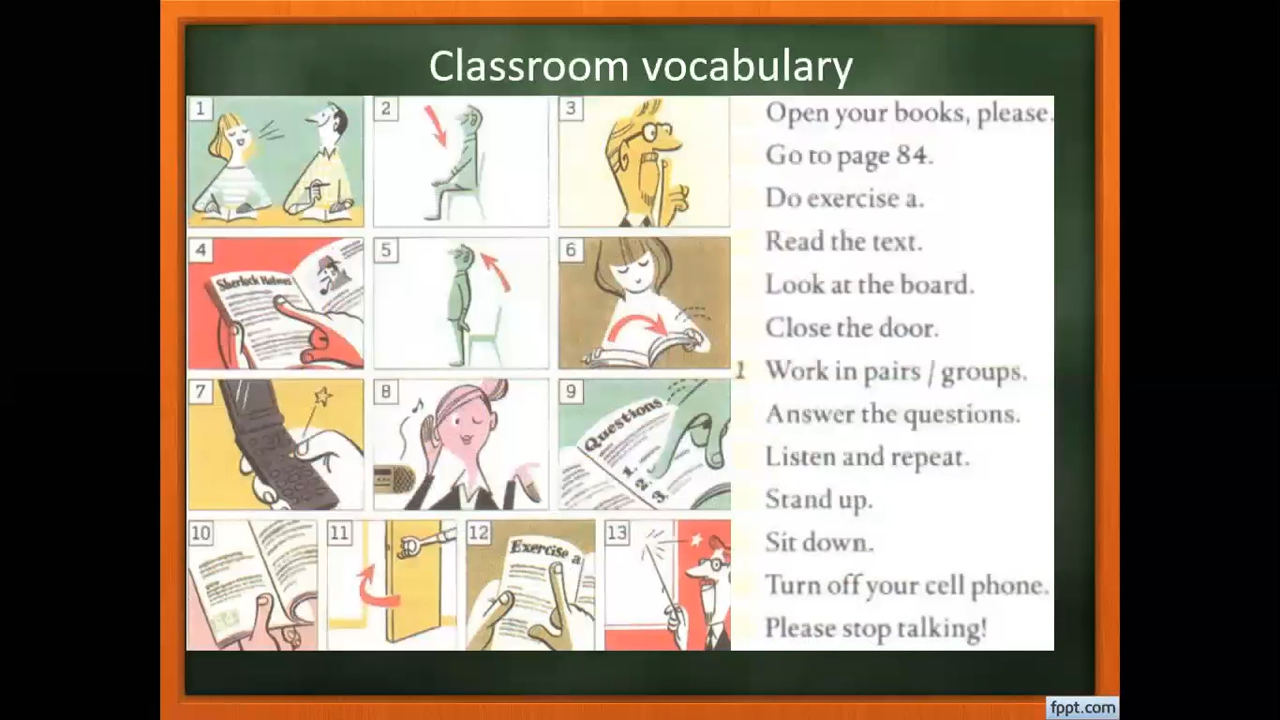 Classroom vocabulary
1
2
3
Open your books, please.
Go to page 84.
Do exercise a.
Read the text.
Look at the board.
Close the door.
1 Work in pairs / groups.
Answer the questions.
Listen and repeat.
Stand up.
Sit down.
Turn off your cell phone.
Please stop talking!
4
Sherlock Holmes
5
6
7
8
9
Questions
1.
2.
3.
10
11
12
Exercise a
13
fppt.com